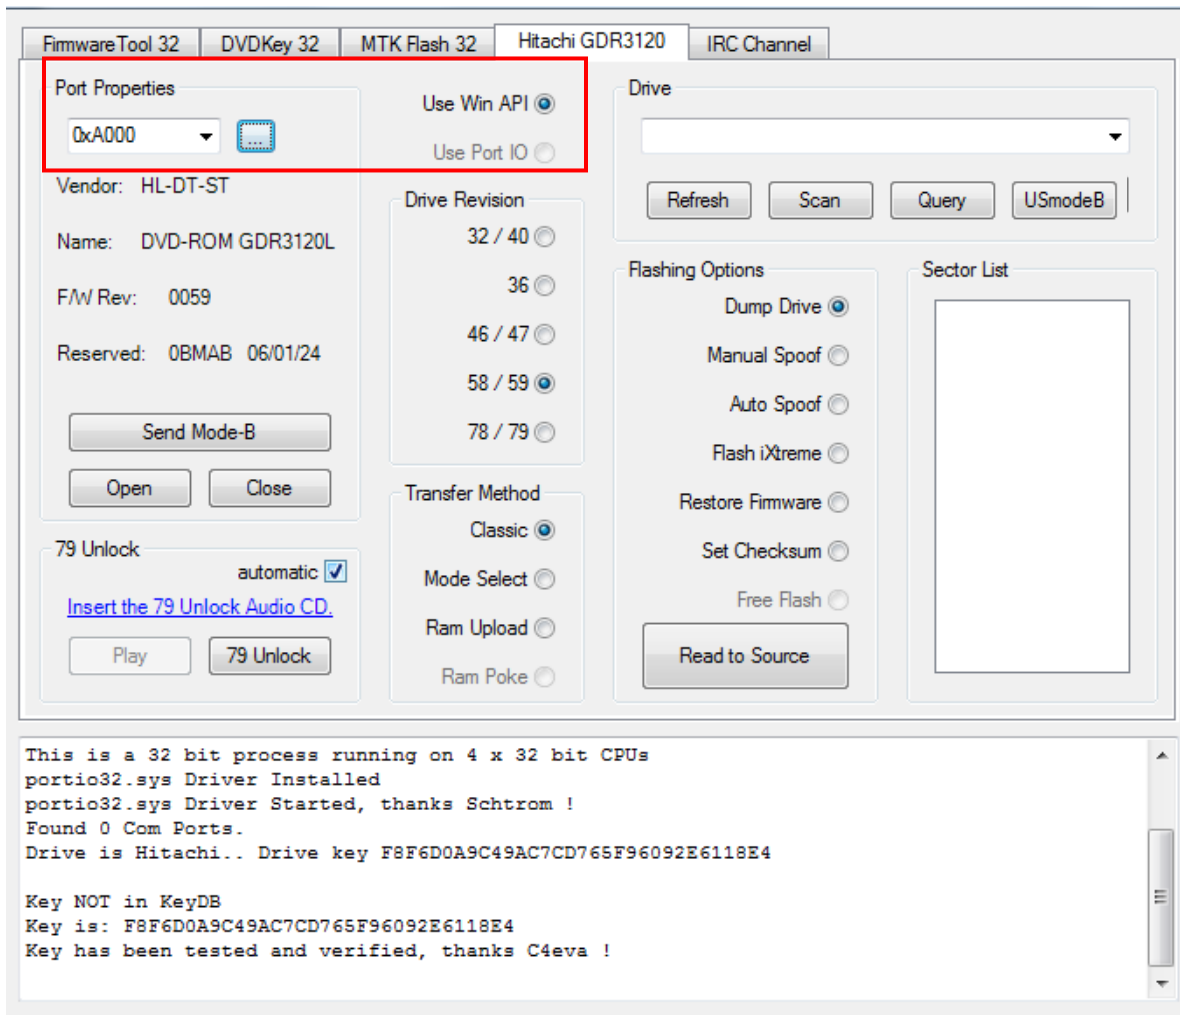 FirmwareTool 32
DVDKey 32
MTK Flash 32
Hitachi GDR3120
IRC Channel
Port Properties
0xA000
...
Vendor: HL-DT-ST
Name: DVD-ROM GDR3120L
F/W Rev: 0059
Reserved: 0BMAB 06/01/24
Send Mode-B
Open
Close
79 Unlock
automatic
Insert the 79 Unlock Audio CD.
Play
79 Unlock
Use Win API
Use Port IO
Drive Revision
32 / 40
36
46 / 47
58 / 59
78 / 79
Transfer Method
Classic
Mode Select
Ram Upload
Ram Poke
Drive
Refresh
Scan
Query
USmodeB
Flashing Options
Dump Drive
Manual Spoof
Auto Spoof
Flash iXtreme
Restore Firmware
Set Checksum
Free Flash
Read to Source
Sector List
This is a 32 bit process running on 4 x 32 bit CPUs
portio32.sys Driver Installed
portio32.sys Driver Started, thanks Schtrom !
Found 0 Com Ports.
Drive is Hitachi.. Drive key F8F6D0A9C49AC7CD765F96092E6118E4
Key NOT in KeyDB
Key is: F8F6D0A9C49AC7CD765F96092E6118E4
Key has been tested and verified, thanks C4eva !